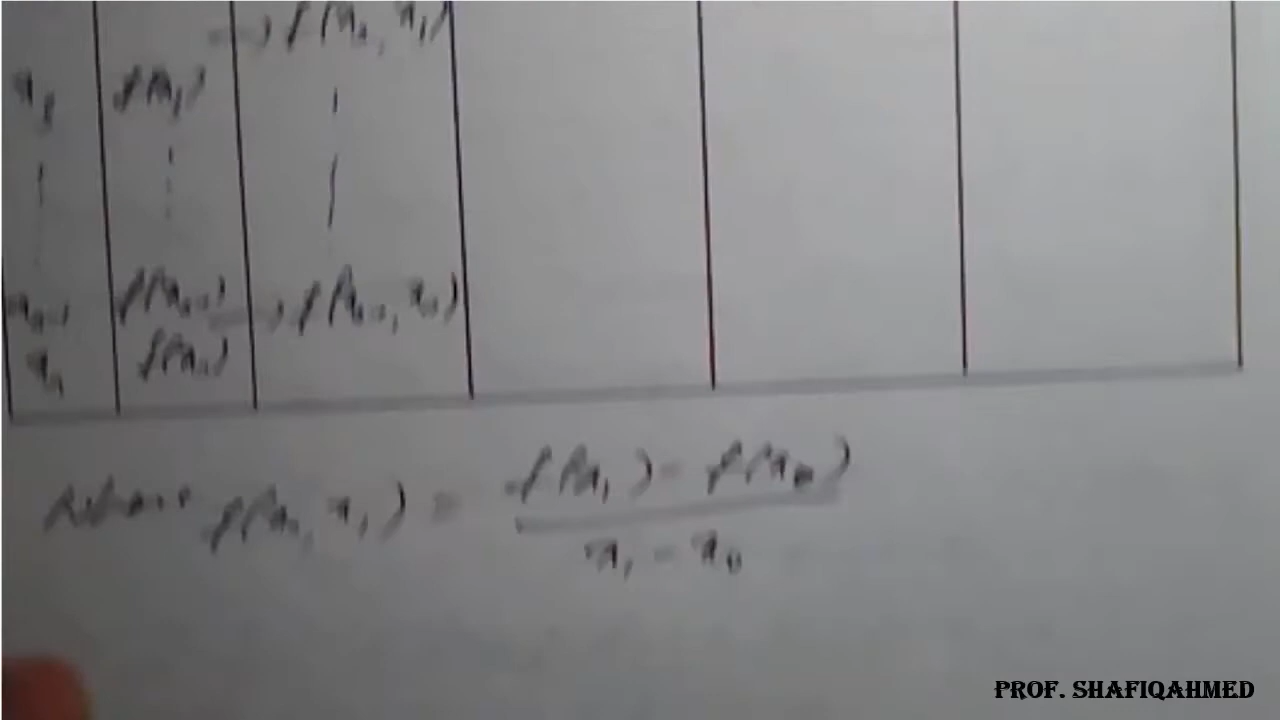 → f(x₀, x₁)
x₁ f(x₁)
xₙ₋₁ f(xₙ₋₁) → f(xₙ₋₁, xₙ)
xₙ f(xₙ)
where f(x₀, x₁) = f(x₁) - f(x₀)
x₁ - x₀
PROF. SHAFIQAHMED